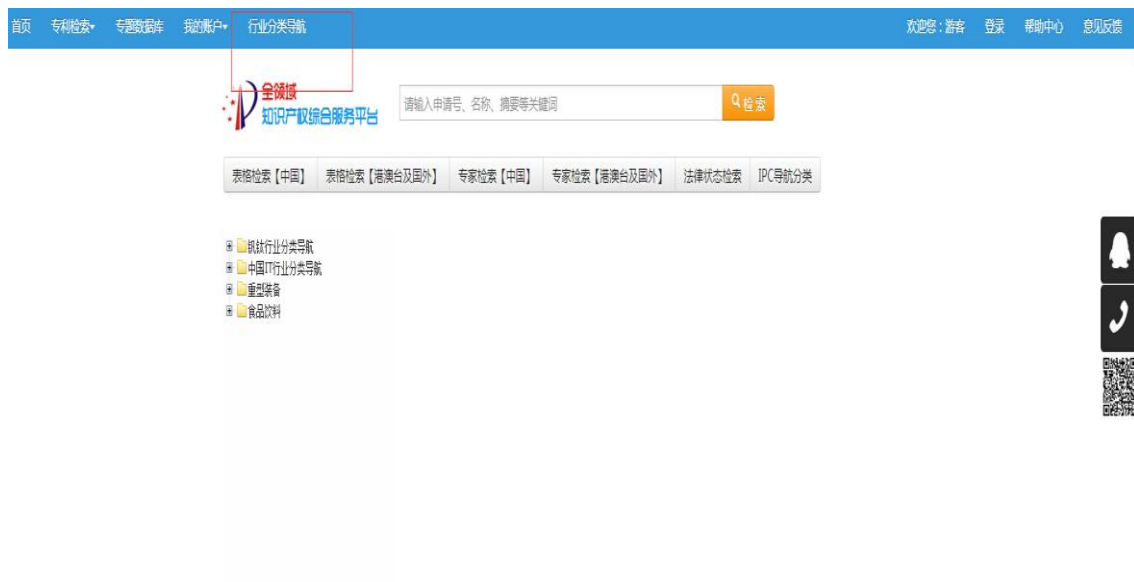 首页 专利检索 专题数据库 我的账户 行业分类导航 欢迎您：游客 登录 帮助中心 意见反馈
全领域
知识产权综合服务平台
请输入申请号、名称、摘要等关键词 检索
表格检索【中国】 表格检索【港澳台及国外】 专家检索【中国】 专家检索【港澳台及国外】 法律状态检索 IPC导航分类
钒钛行业分类导航
中国IT行业分类导航
重型装备
食品饮料